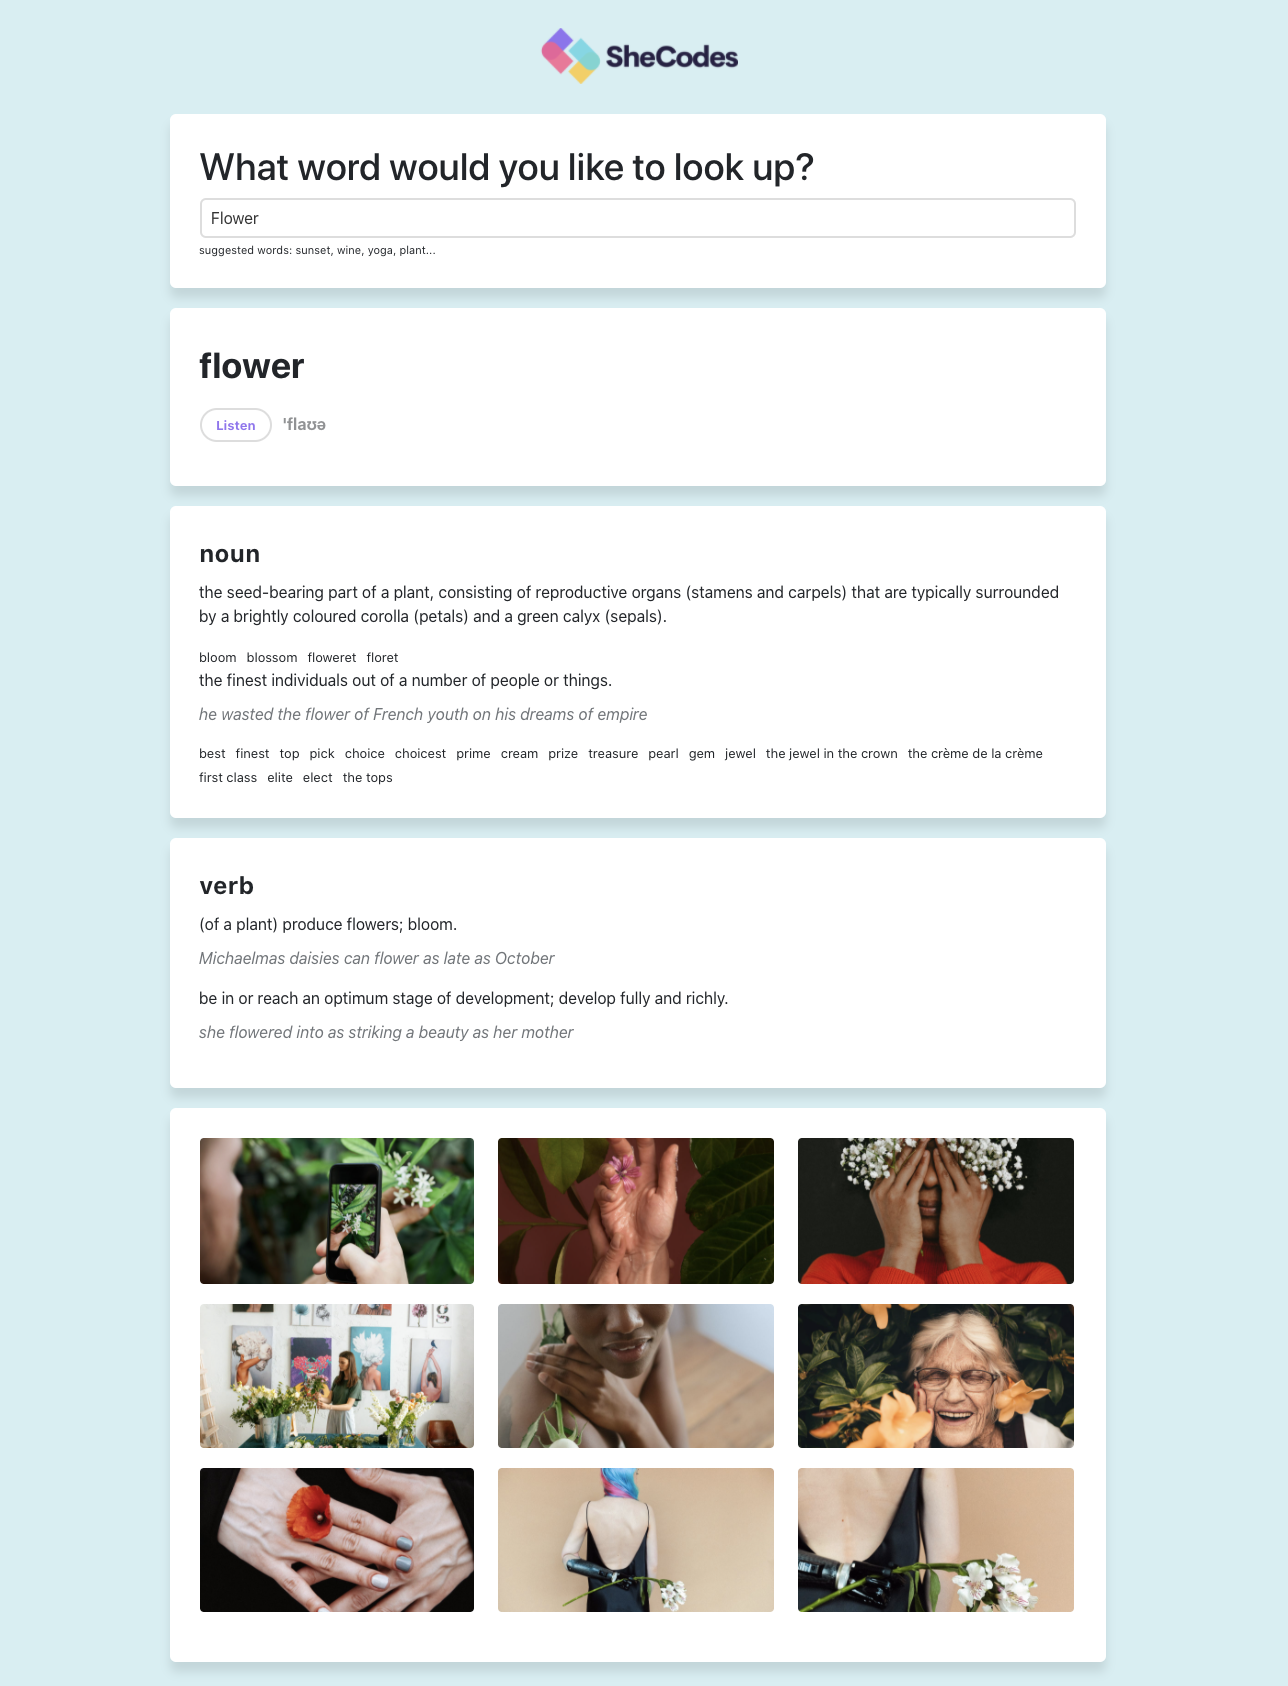 SheCodes
What word would you like to look up?
Flower
suggested words: sunset, wine, yoga, plant...
flower
Listen 'flaʊə
noun
the seed-bearing part of a plant, consisting of reproductive organs (stamens and carpels) that are typically surrounded
by a brightly coloured corolla (petals) and a green calyx (sepals).
bloom blossom floweret floret
the finest individuals out of a number of people or things.
he wasted the flower of French youth on his dreams of empire
best finest top pick choice choicest prime cream prize treasure pearl gem jewel the jewel in the crown the crème de la crème
first class elite elect the tops
verb
(of a plant) produce flowers; bloom.
Michaelmas daisies can flower as late as October
be in or reach an optimum stage of development; develop fully and richly.
she flowered into as striking a beauty as her mother
g